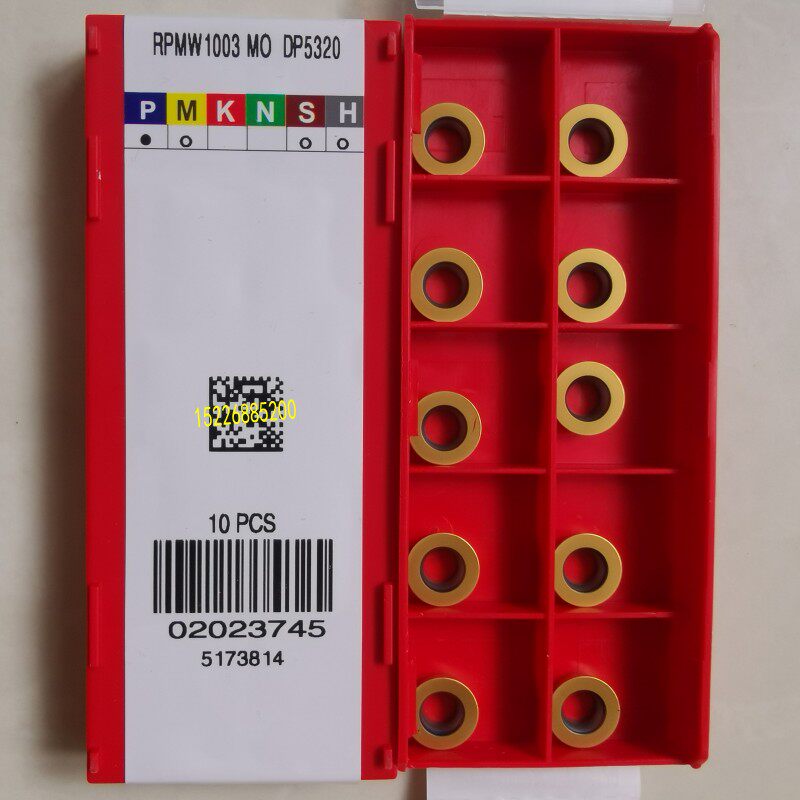 RPMW1003 MO DP5320
P M K N S H
15226885200
10 PCS
02023745
5173814